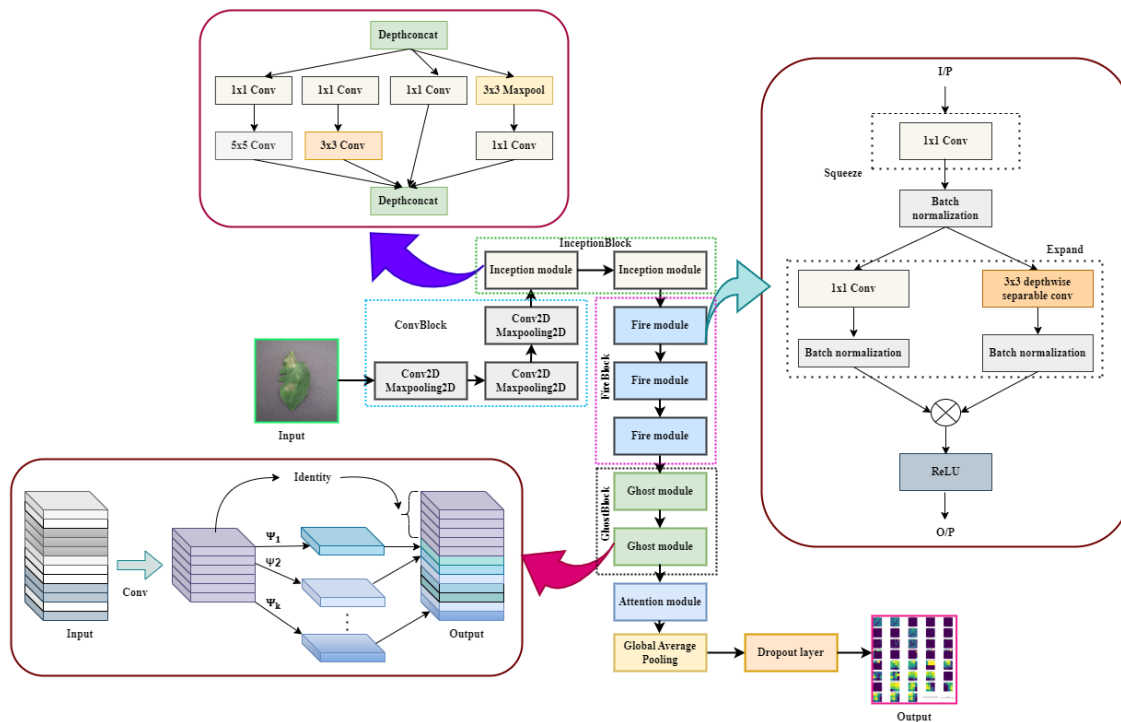 Depthconcat
1x1 Conv
1x1 Conv
1x1 Conv
3x3 Maxpool
5x5 Conv
3x3 Conv
1x1 Conv
Depthconcat
I/P
1x1 Conv
Squeeze
Batch
normalization
Expand
1x1 Conv
3x3 depthwise
separable conv
Batch normalization
Batch normalization
ReLU
O/P
InceptionBlock
Inception module
Inception module
ConvBlock
Conv2D
Maxpooling2D
Conv2D
Maxpooling2D
Conv2D
Maxpooling2D
Input
FireBlock
Fire module
Fire module
Fire module
GhostBlock
Ghost module
Ghost module
Attention module
Global Average
Pooling
Dropout layer
Output
Identity
Ψ1
Ψ2
Ψk
Conv
Input
Output